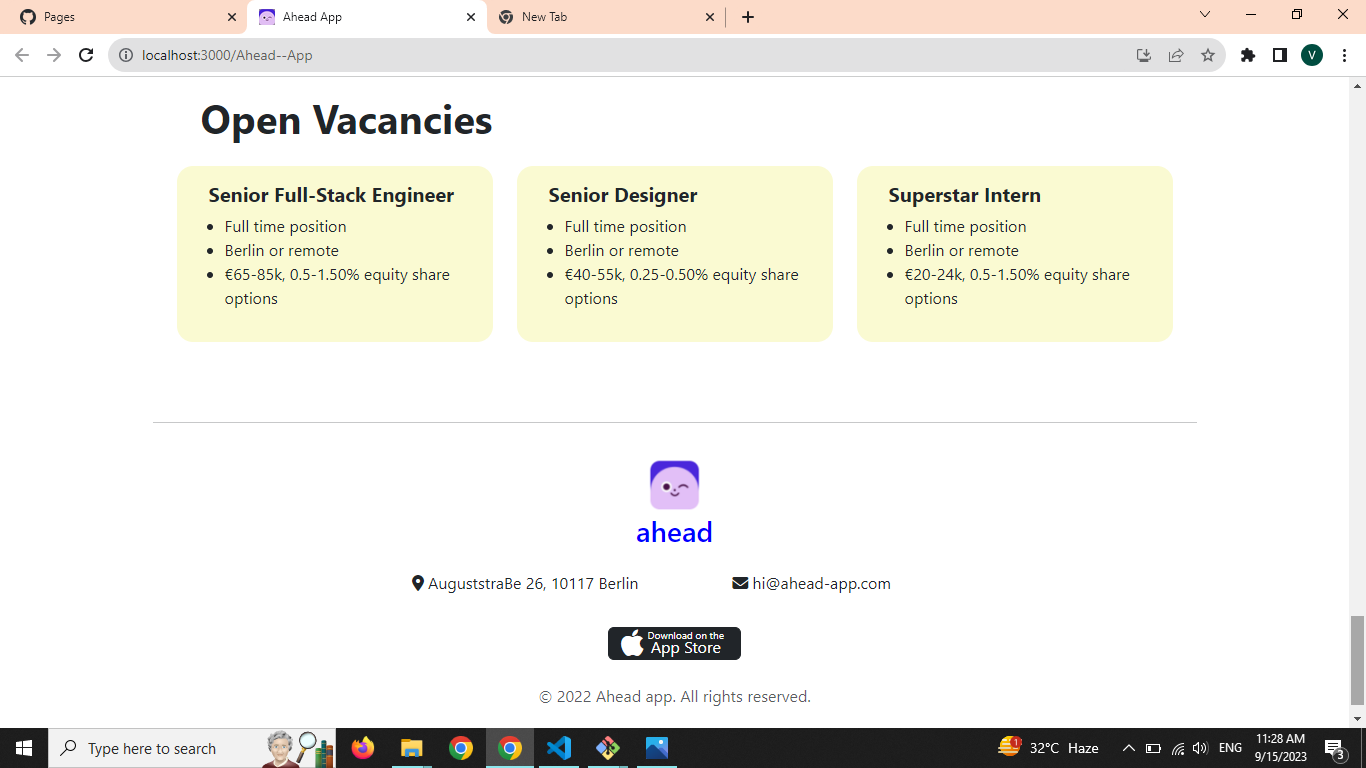 Pages
Ahead App
New Tab
localhost:3000/Ahead--App
V
Open Vacancies
Senior Full-Stack Engineer
Full time position
Berlin or remote
€65-85k, 0.5-1.50% equity share
options
Senior Designer
Full time position
Berlin or remote
€40-55k, 0.25-0.50% equity share
options
Superstar Intern
Full time position
Berlin or remote
€20-24k, 0.5-1.50% equity share
options
ahead
AuguststraBe 26, 10117 Berlin
hi@ahead-app.com
Download on the
App Store
© 2022 Ahead app. All rights reserved.
Type here to search
1
32°C Haze
ENG
11:28 AM
9/15/2023
3